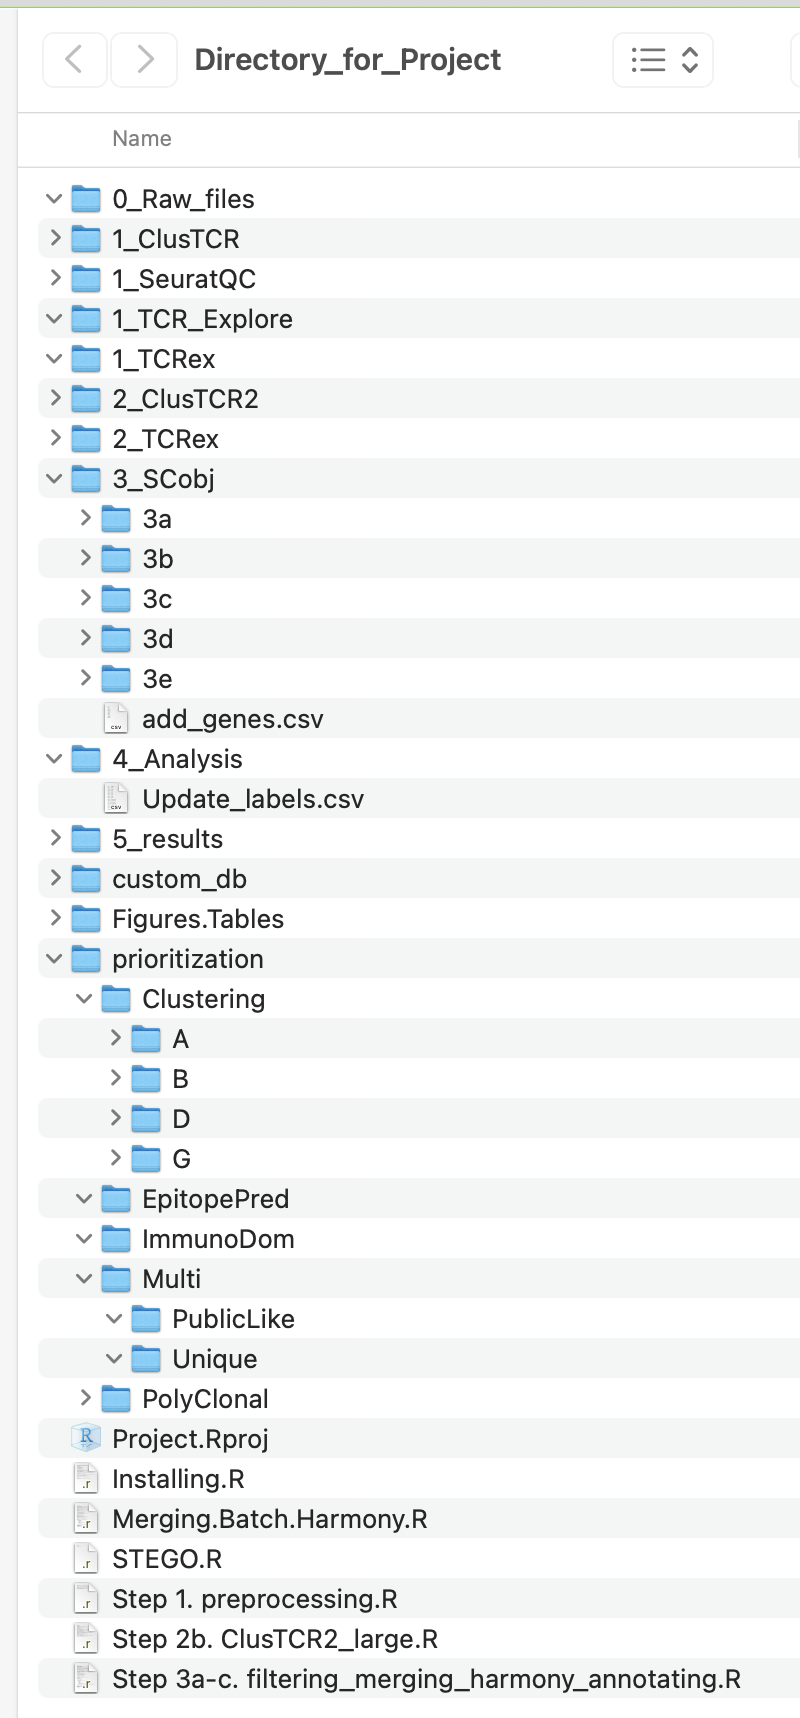 Directory_for_Project
Name
0_Raw_files
1_ClusTCR
1_SeuratQC
1_TCR_Explore
1_TCRex
2_ClusTCR2
2_TCRex
3_SCobj
3a
3b
3c
3d
3e
add_genes.csv
4_Analysis
Update_labels.csv
5_results
custom_db
Figures.Tables
prioritization
Clustering
A
B
D
G
EpitopePred
ImmunoDom
Multi
PublicLike
Unique
PolyClonal
Project.Rproj
Installing.R
Merging.Batch.Harmony.R
STEGO.R
Step 1. preprocessing.R
Step 2b. ClusTCR2_large.R
Step 3a-c. filtering_merging_harmony_annotating.R